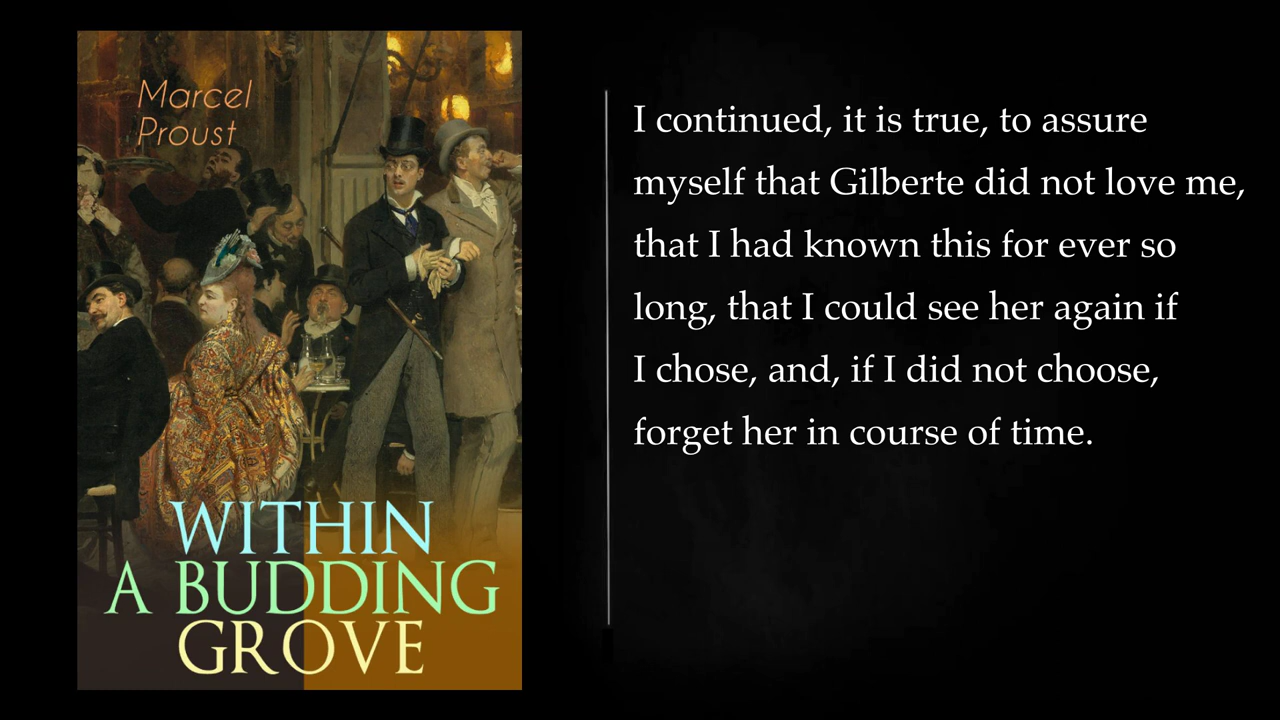 Marcel
Proust
WITHIN
A BUDDING
GROVE
I continued, it is true, to assure
myself that Gilberte did not love me,
that I had known this for ever so
long, that I could see her again if
I chose, and, if I did not choose,
forget her in course of time.